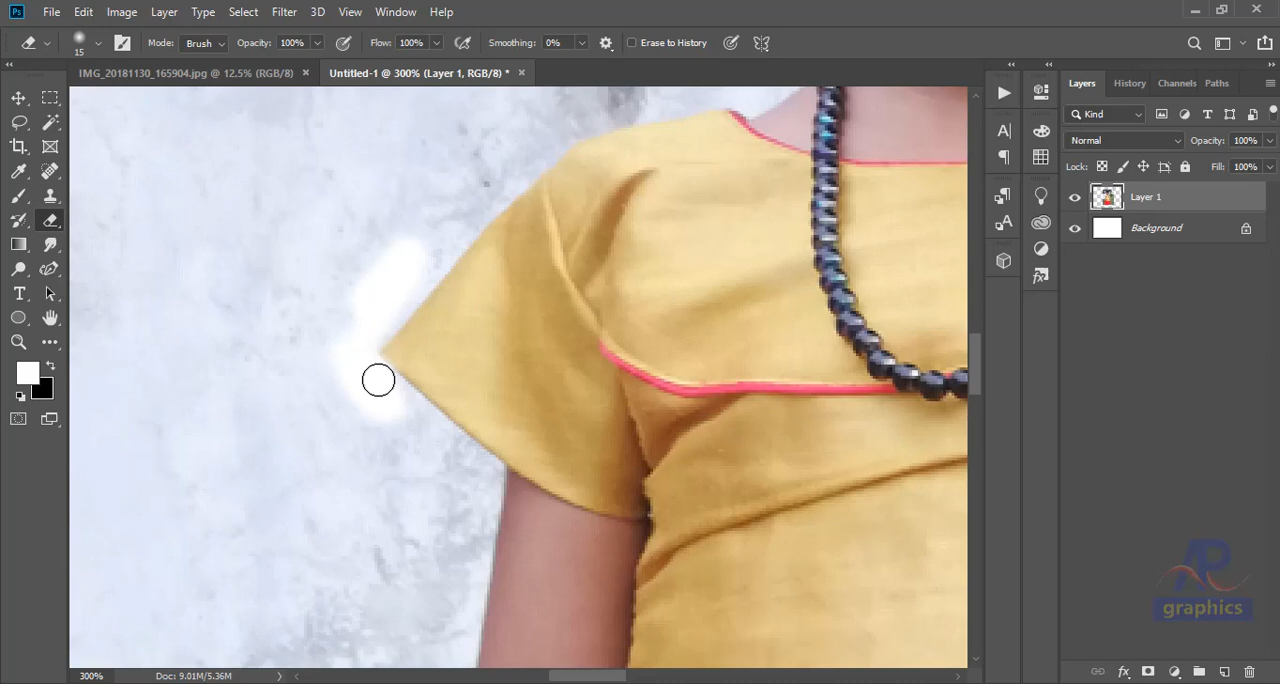 Ps File Edit Image Layer Type Select Filter 3D View Window Help
15 Mode: Brush Opacity: 100% Flow: 100% Smoothing: 0% Erase to History
IMG_20181130_165904.jpg @ 12.5% (RGB/8) × Untitled-1 @ 300% (Layer 1, RGB/8) * ×
Layers History Channels Paths
Kind
Normal Opacity: 100%
Lock: Fill: 100%
Layer 1
Background
AP
graphics
300% Doc: 9.01M/5.36M